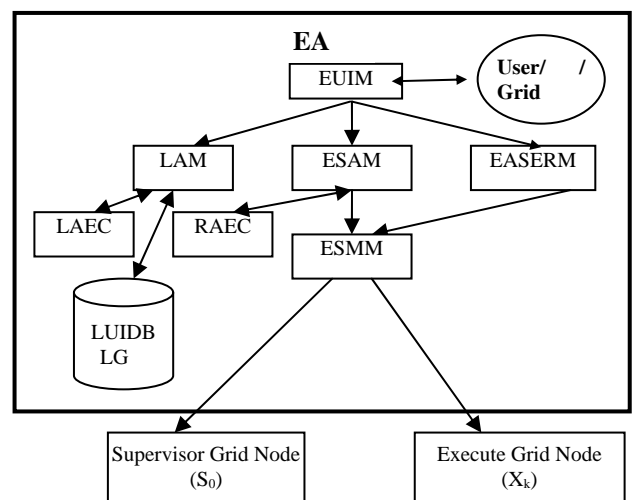 EA
EUIM
User/ /
Grid
LAM
ESAM
EASERM
LAEC
RAEC
ESMM
LUIDB
LG
Supervisor Grid Node
(S₀)
Execute Grid Node
(Xₖ)